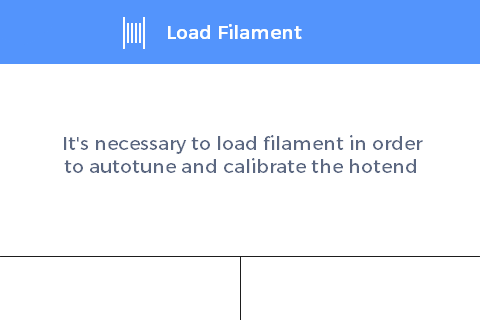 Load Filament
It's necessary to load filament in order
to autotune and calibrate the hotend